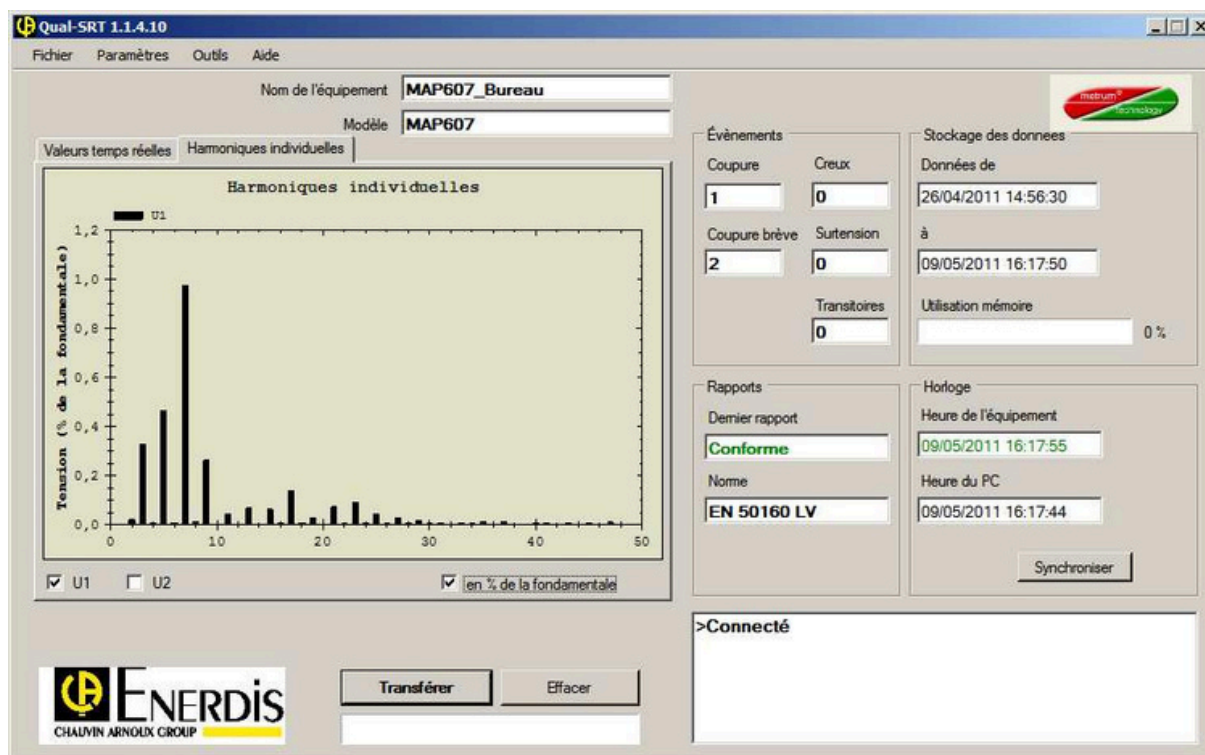 Qual-SRT 1.1.4.10
Fichier Paramètres Outils Aide
Nom de l'équipement MAP607_Bureau
Modèle MAP607
metrum®
technology
Valeurs temps réelles Harmoniques individuelles
Harmoniques individuelles
U1
Tension (% de la fondamentale)
1,2
1,0
0,8
0,6
0,4
0,2
0,0
0 10 20 30 40 50
U1 U2 en % de la fondamentale
Évènements
Coupure Creux
1 0
Coupure brève Surtension
2 0
Transitoires
0
Stockage des donneés
Données de
26/04/2011 14:56:30
à
09/05/2011 16:17:50
Utilisation mémoire
0 %
Rapports
Dernier rapport
Conforme
Norme
EN 50160 LV
Horloge
Heure de l'équipement
09/05/2011 16:17:55
Heure du PC
09/05/2011 16:17:44
Synchroniser
>Connecté
ENERDIS
CHAUVIN ARNOUX GROUP
Transférer Effacer